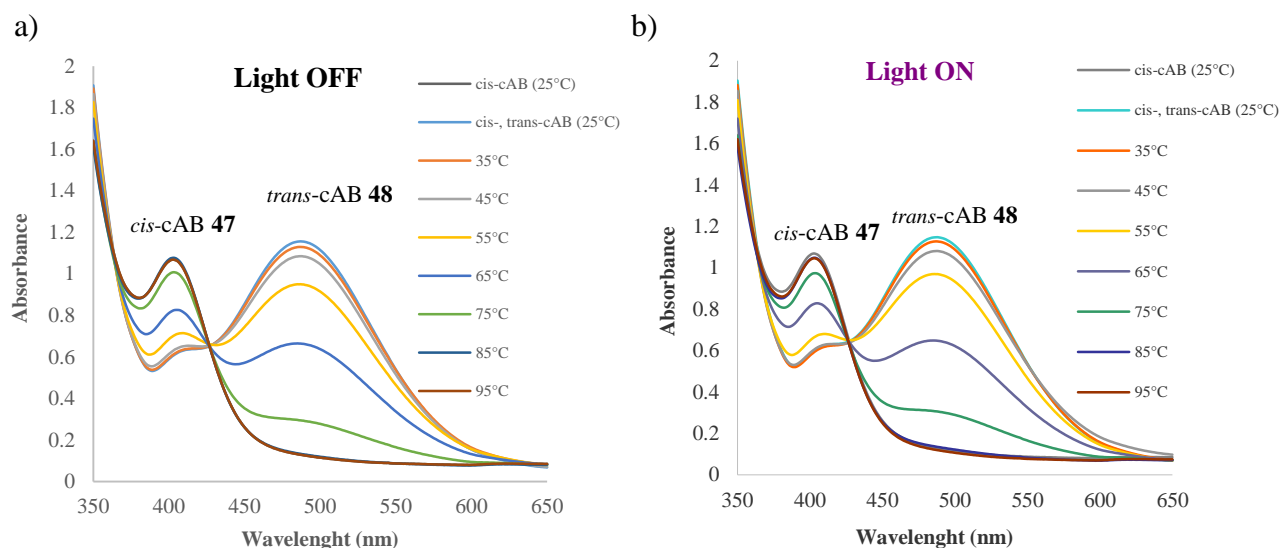 a)
Light OFF
cis-cAB (25°C)
cis-, trans-cAB (25°C)
35°C
45°C
55°C
65°C
75°C
85°C
95°C
cis-cAB 47
trans-cAB 48
Absorbance
2
1.8
1.6
1.4
1.2
1
0.8
0.6
0.4
0.2
0
350 400 450 500 550 600 650
Wavelenght (nm)
b)
Light ON
cis-cAB (25°C)
cis-, trans-cAB (25°C)
35°C
45°C
55°C
65°C
75°C
85°C
95°C
cis-cAB 47
trans-cAB 48
Absorbance
2
1.8
1.6
1.4
1.2
1
0.8
0.6
0.4
0.2
0
350 400 450 500 550 600 650
Wavelenght (nm)